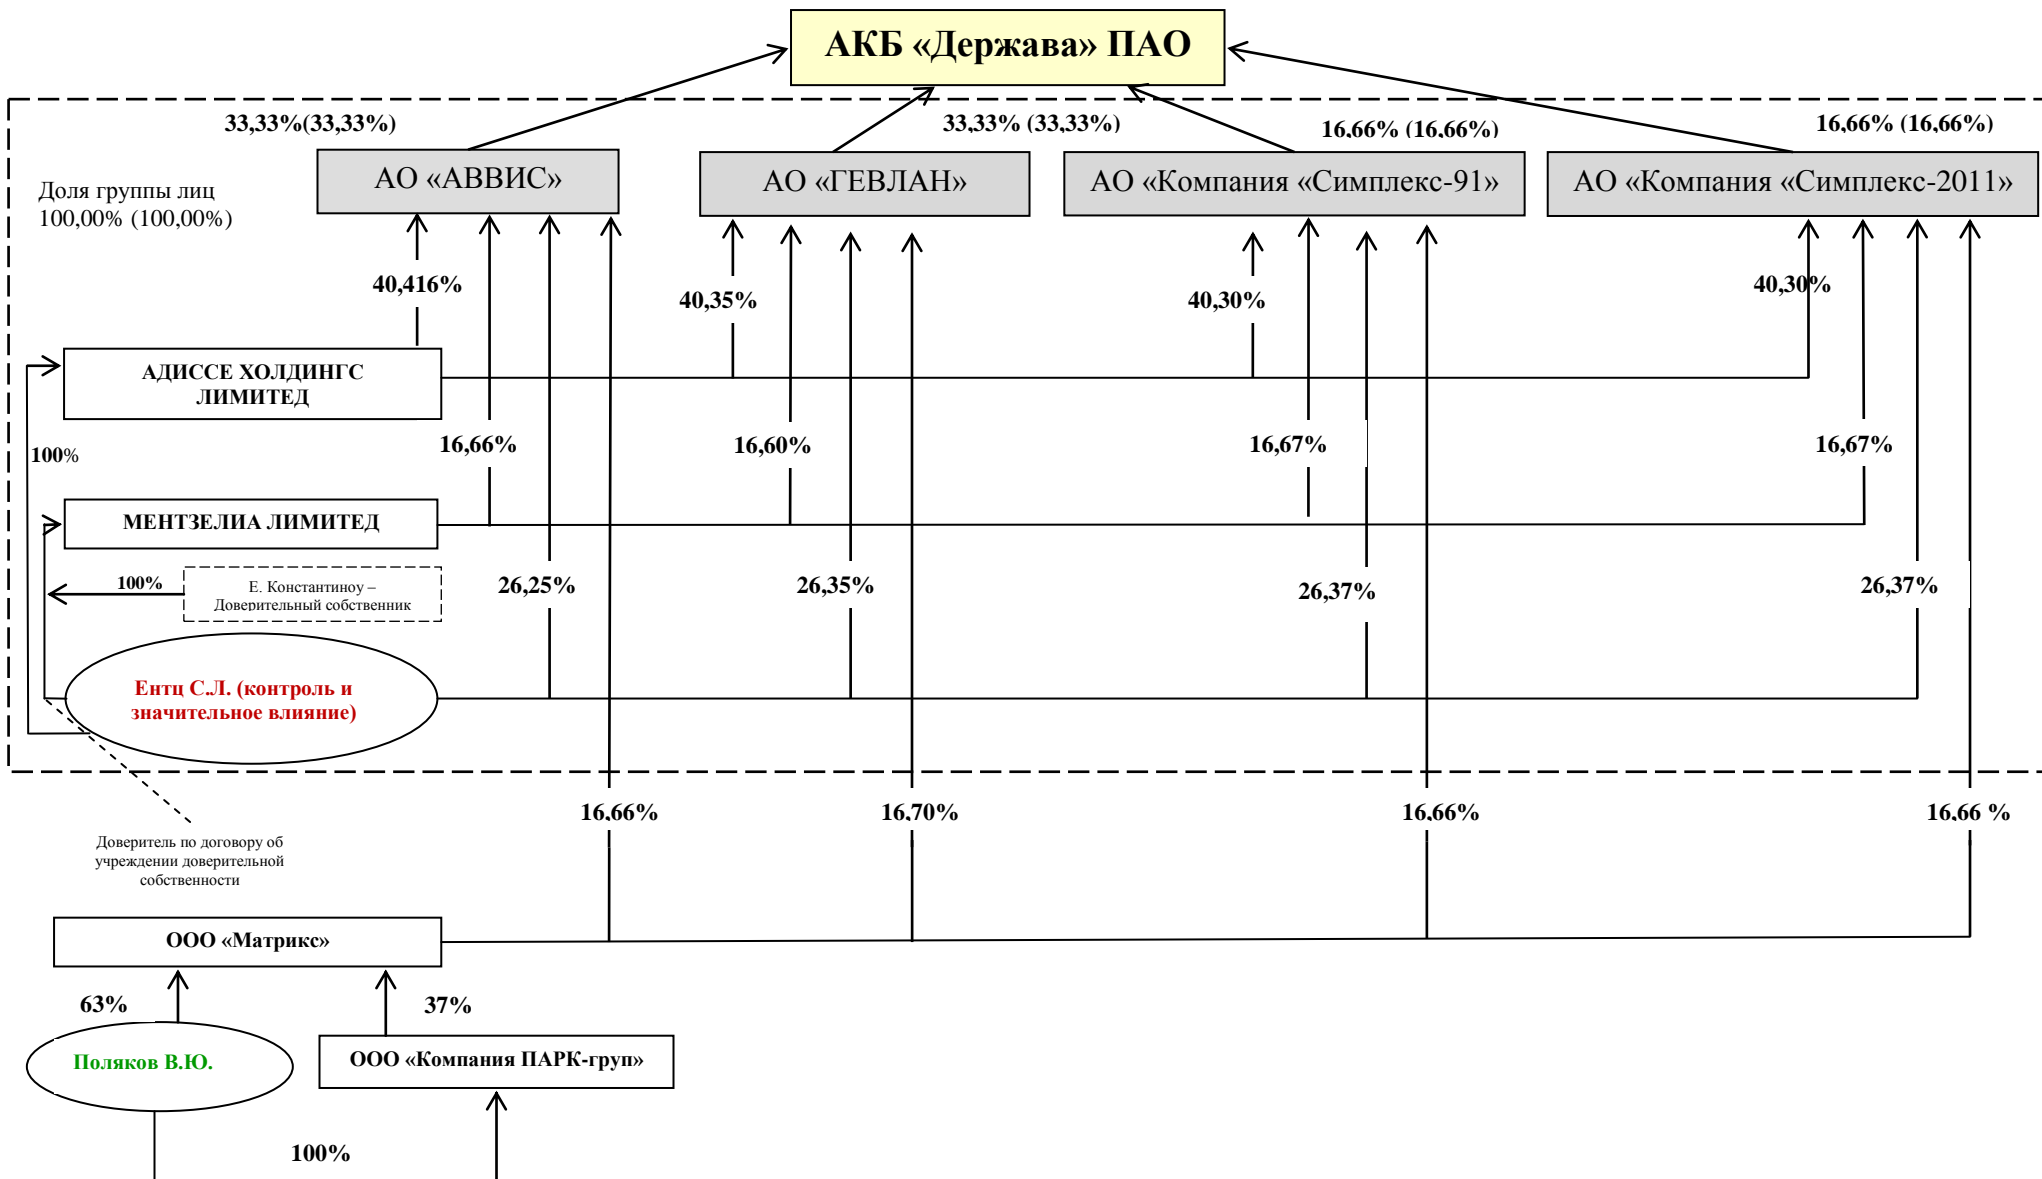 АКБ «Держава» ПАО
33,33%(33,33%)
33,33% (33,33%)
16,66% (16,66%)
16,66% (16,66%)
Доля группы лиц
100,00% (100,00%)
АО «АВВИС»
АО «ГЕВЛАН»
АО «Компания «Симплекс-91»
АО «Компания «Симплекс-2011»
40,416%
40,35%
40,30%
40,30%
АДИССЕ ХОЛДИНГС
ЛИМИТЕД
100%
16,66%
16,60%
16,67%
16,67%
МЕНТЗЕЛИА ЛИМИТЕД
100%
Е. Константиноу –
Доверительный собственник
26,25%
26,35%
26,37%
26,37%
Ентц С.Л. (контроль и
значительное влияние)
16,66%
16,70%
16,66%
16,66 %
Доверитель по договору об
учреждении доверительной
собственности
ООО «Матрикс»
63%
37%
Поляков В.Ю.
ООО «Компания ПАРК-груп»
100%